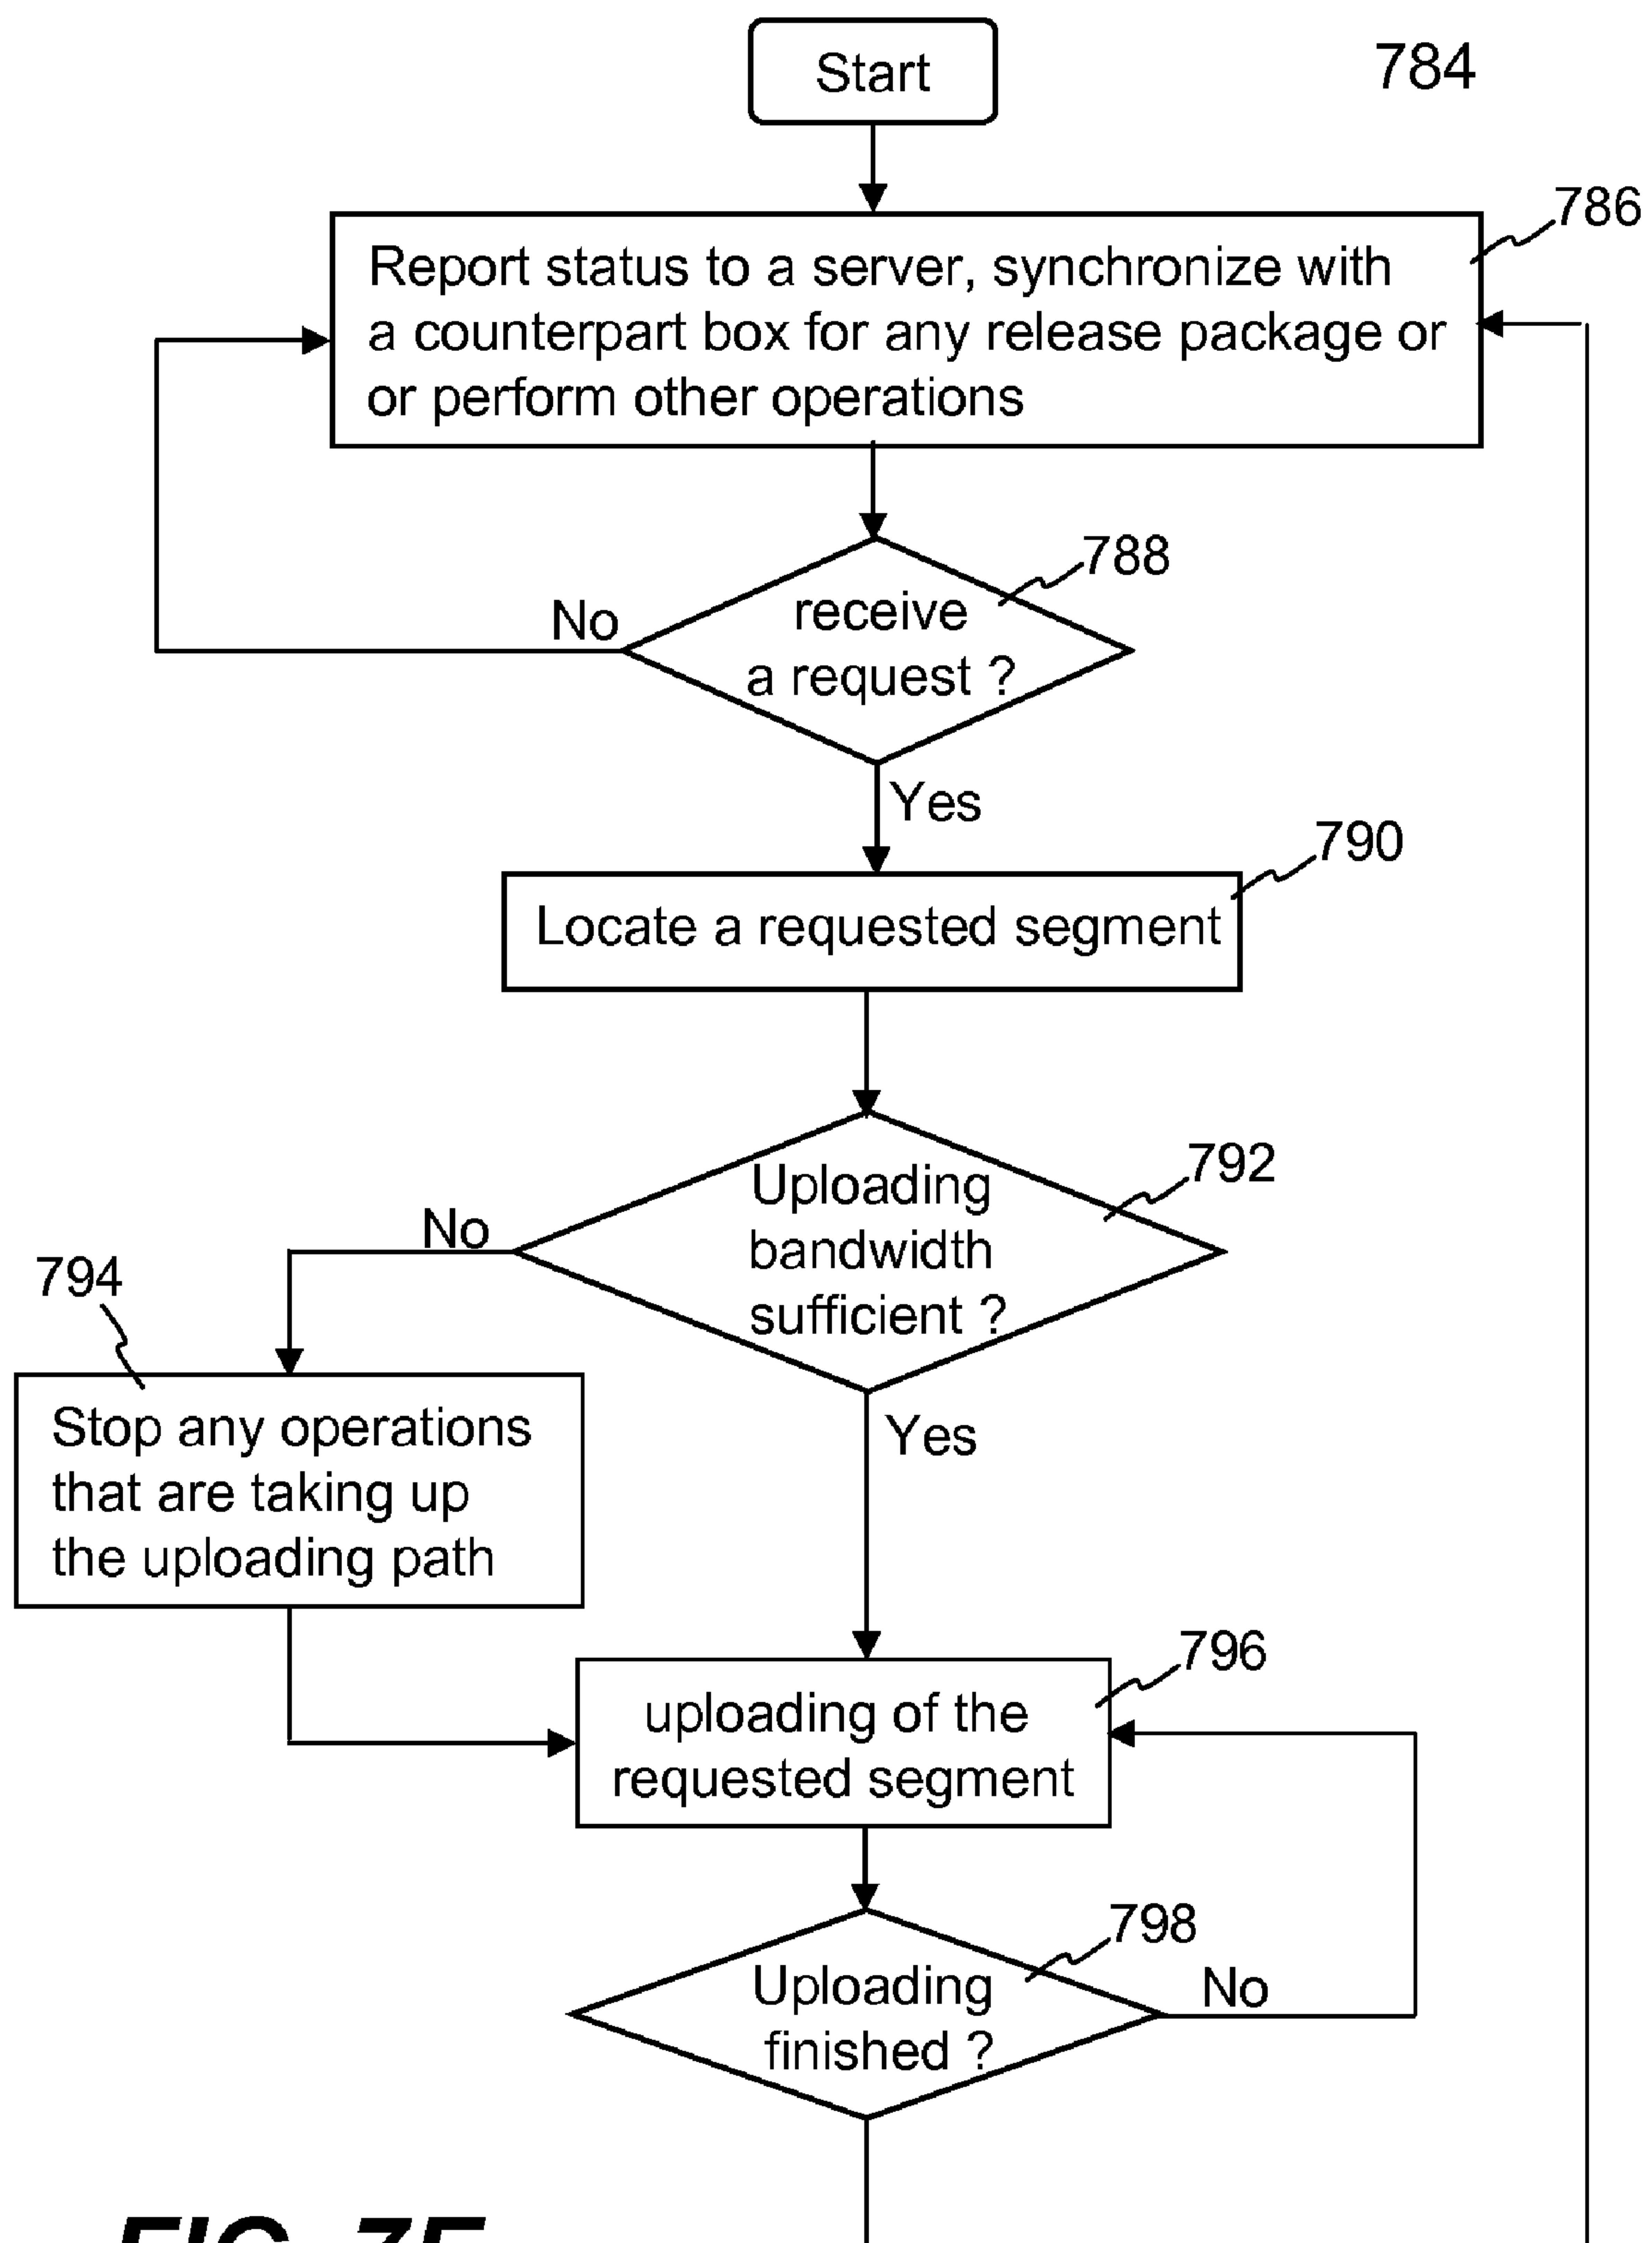 Start
784
786
Report status to a server, synchronize with
a counterpart box for any release package or
or perform other operations
788
No
receive
a request ?
Yes
790
Locate a requested segment
792
Uploading
bandwidth
sufficient ?
No
794
Yes
Stop any operations
that are taking up
the uploading path
796
uploading of the
requested segment
798
Uploading
finished ?
No